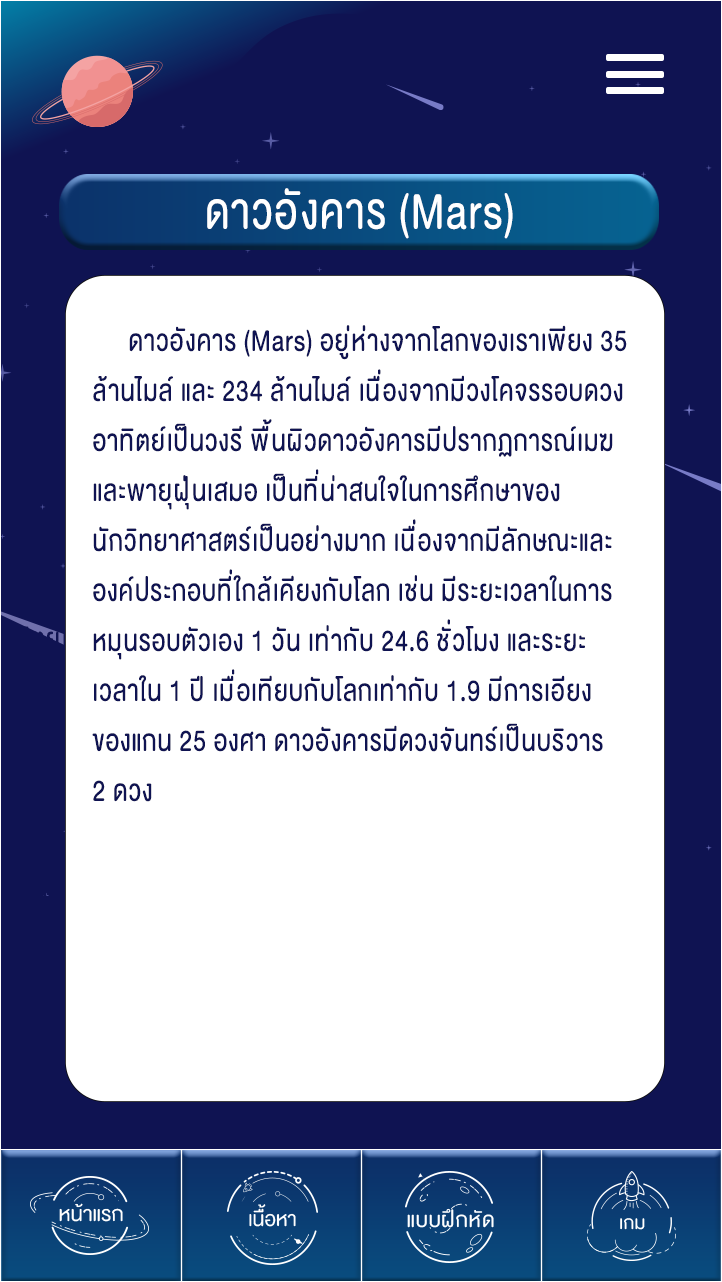 ดาวอังคาร (Mars)
ดาวอังคาร (Mars) อยู่ห่างจากโลกของเราเพียง 35
ล้านไมล์ และ 234 ล้านไมล์ เนื่องจากมีวงโคจรรอบดวง
อาทิตย์เป็นวงรี พื้นผิวดาวอังคารมีปรากฏการณ์เมฆ
และพายุฝุ่นเสมอ เป็นที่น่าสนใจในการศึกษาของ
นักวิทยาศาสตร์เป็นอย่างมาก เนื่องจากมีลักษณะและ
องค์ประกอบที่ใกล้เคียงกับโลก เช่น มีระยะเวลาในการ
หมุนรอบตัวเอง 1 วัน เท่ากับ 24.6 ชั่วโมง และระยะ
เวลาใน 1 ปี เมื่อเทียบกับโลกเท่ากับ 1.9 มีการเอียง
ของแกน 25 องศา ดาวอังคารมีดวงจันทร์เป็นบริวาร
2 ดวง
หน้าแรก
เนื้อหา
แบบฝึกหัด
เกม